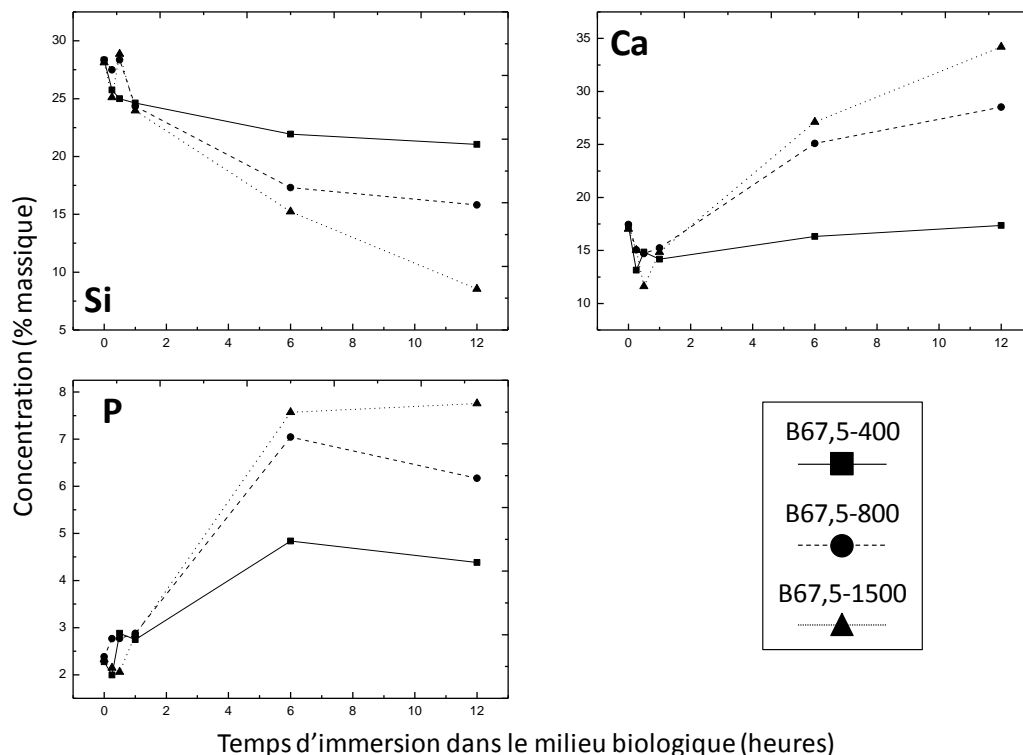 30
25
20
15
10
5
Si
0 2 4 6 8 10 12
35
30
25
20
15
10
Ca
0 2 4 6 8 10 12
Concentration (% massique)
8
7
6
5
4
3
2
P
0 2 4 6 8 10 12
B67,5-400
B67,5-800
B67,5-1500
Temps d'immersion dans le milieu biologique (heures)